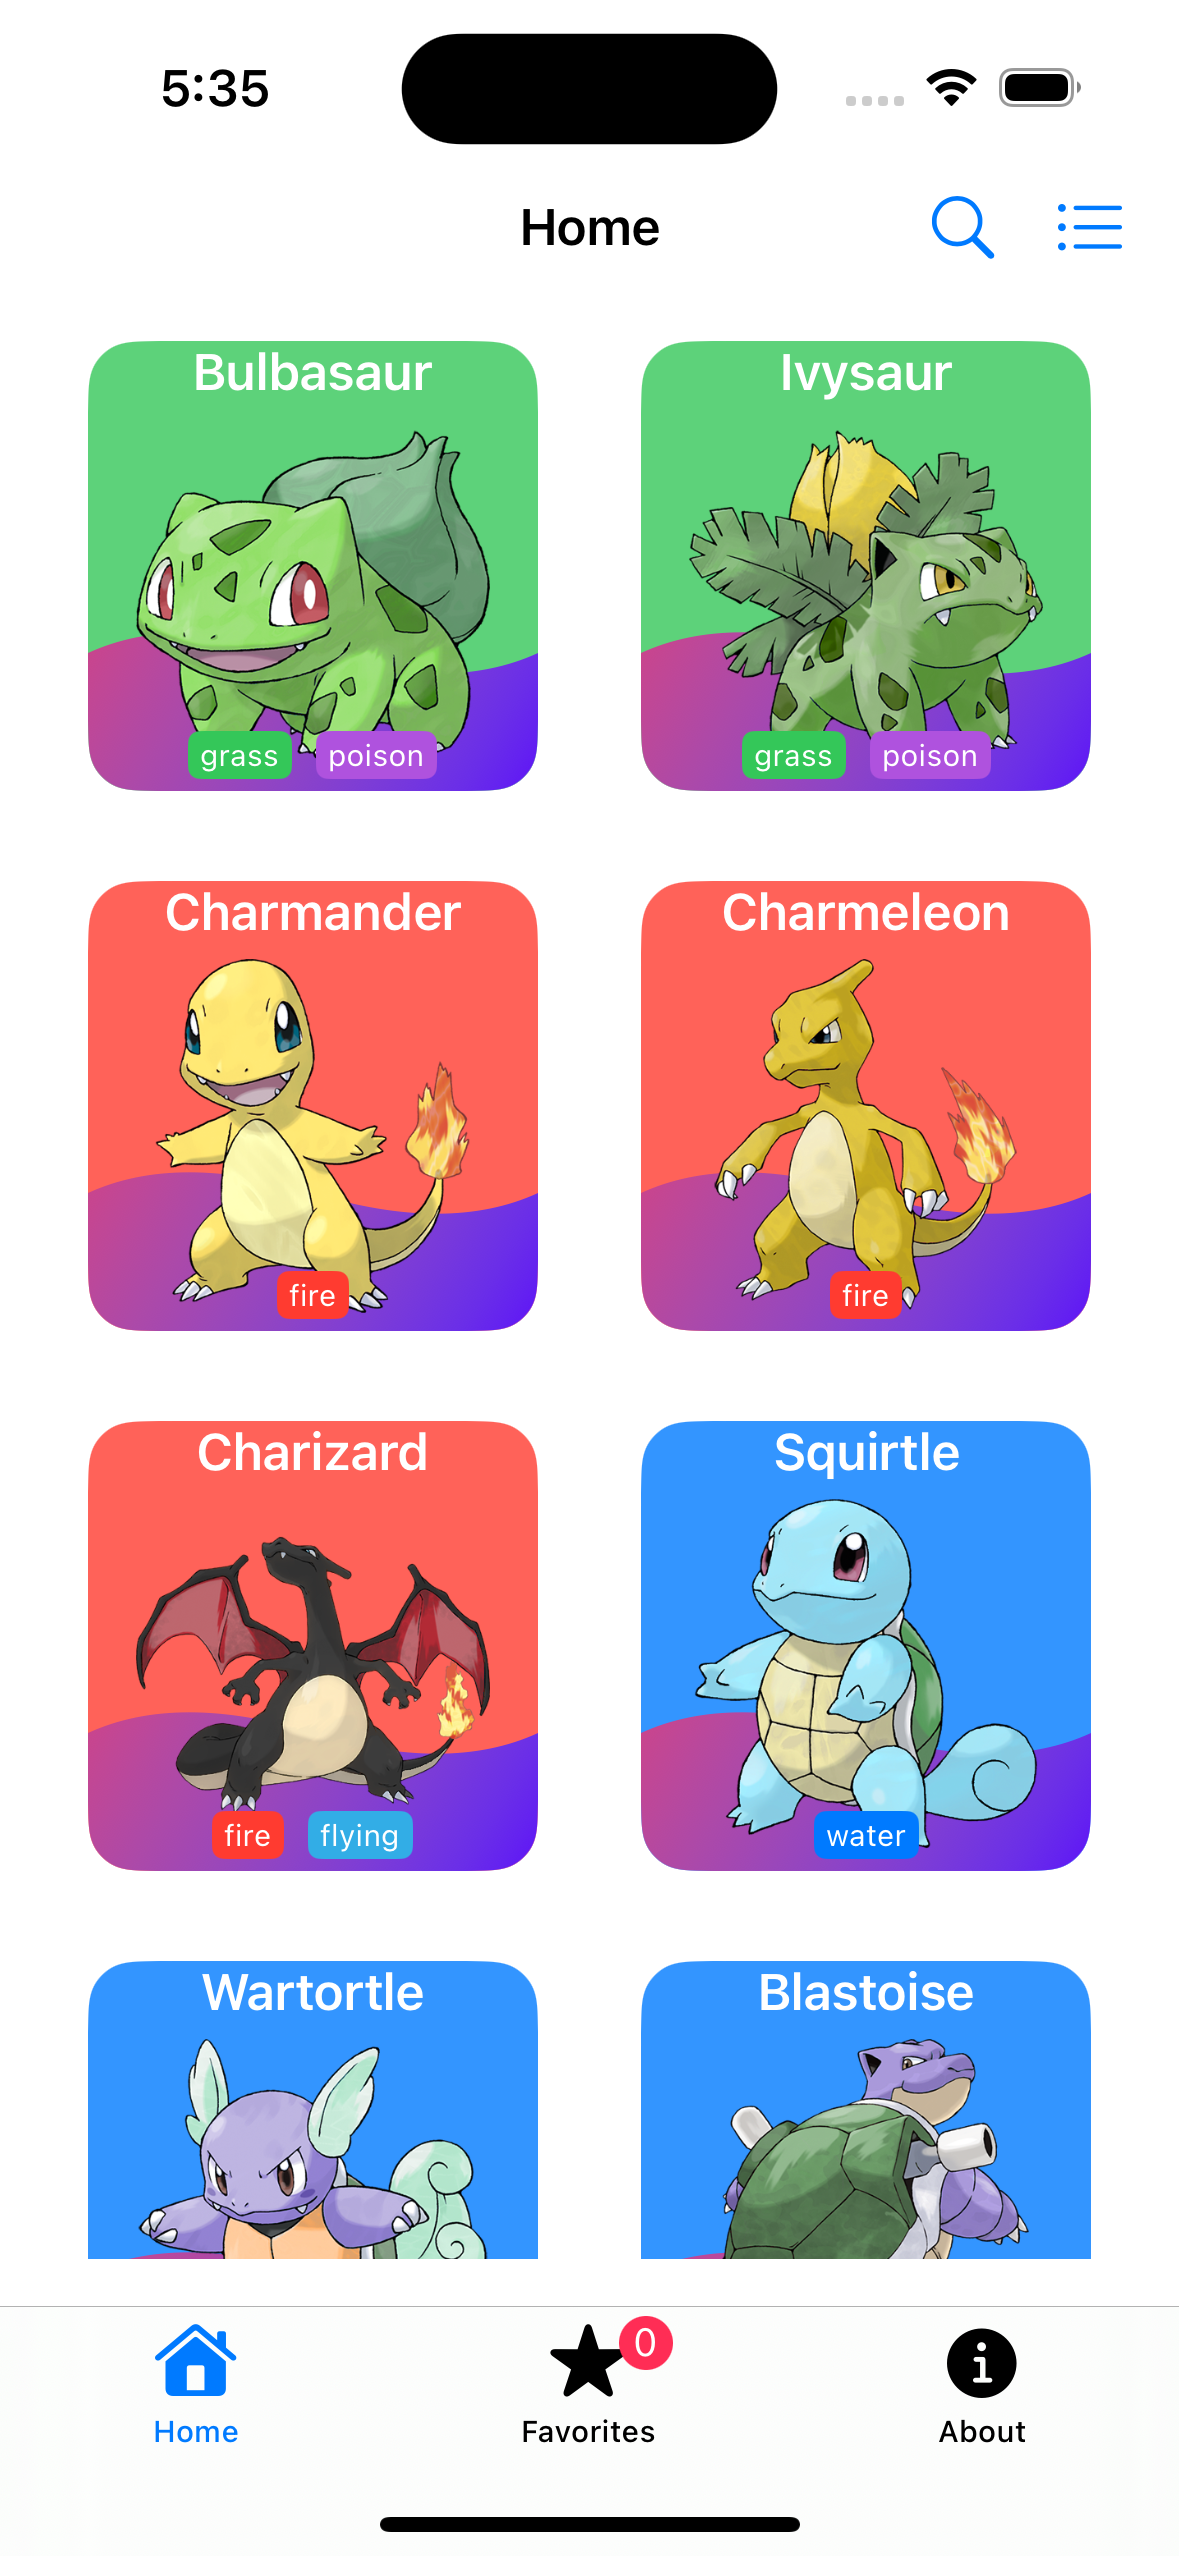 5:35
Home
Bulbasaur
Ivysaur
grass poison
grass poison
Charmander
Charmeleon
fire
fire
Charizard
Squirtle
fire flying
water
Wartortle
Blastoise
0
Home
Favorites
About